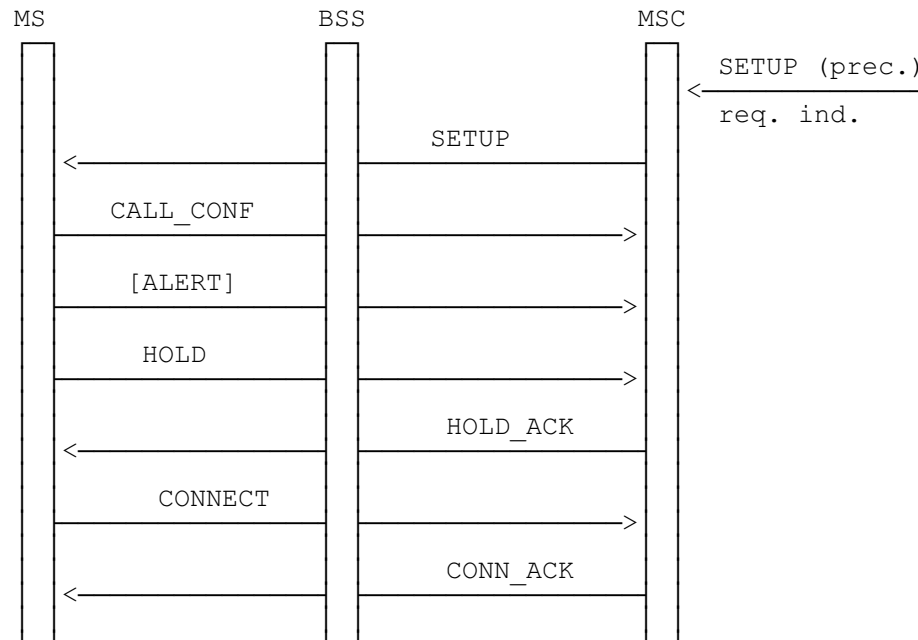 MS BSS MSC
SETUP (prec.)
req. ind.
SETUP
CALL_CONF
[ALERT]
HOLD
HOLD_ACK
CONNECT
CONN_ACK